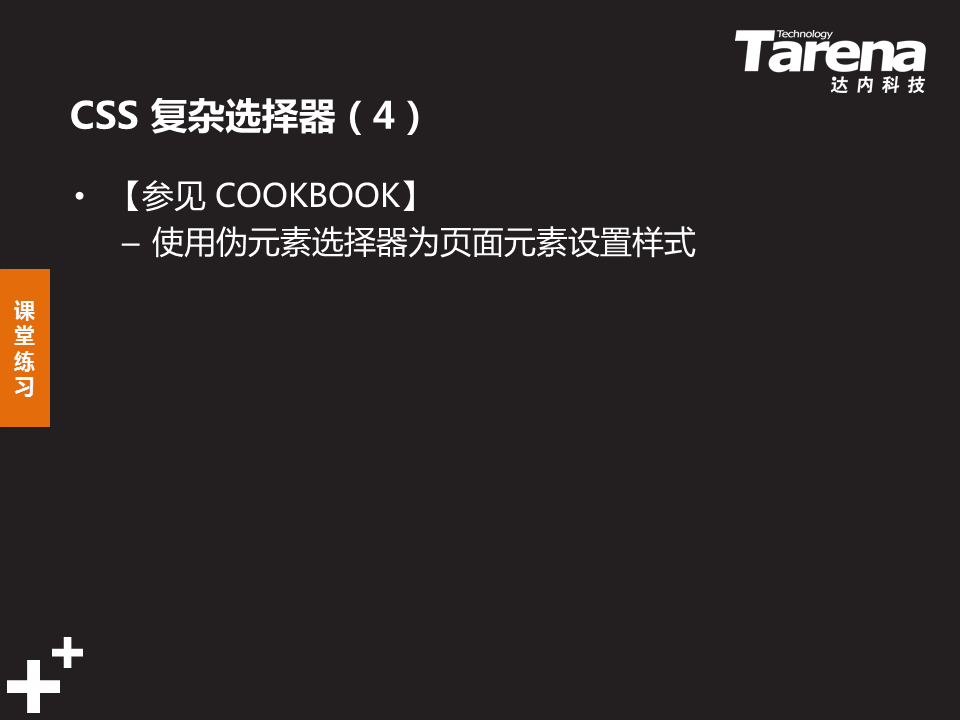 Technology
Tarena
达内科技
CSS 复杂选择器（4）
• 【参见 COOKBOOK】
– 使用伪元素选择器为页面元素设置样式
课
堂
练
习